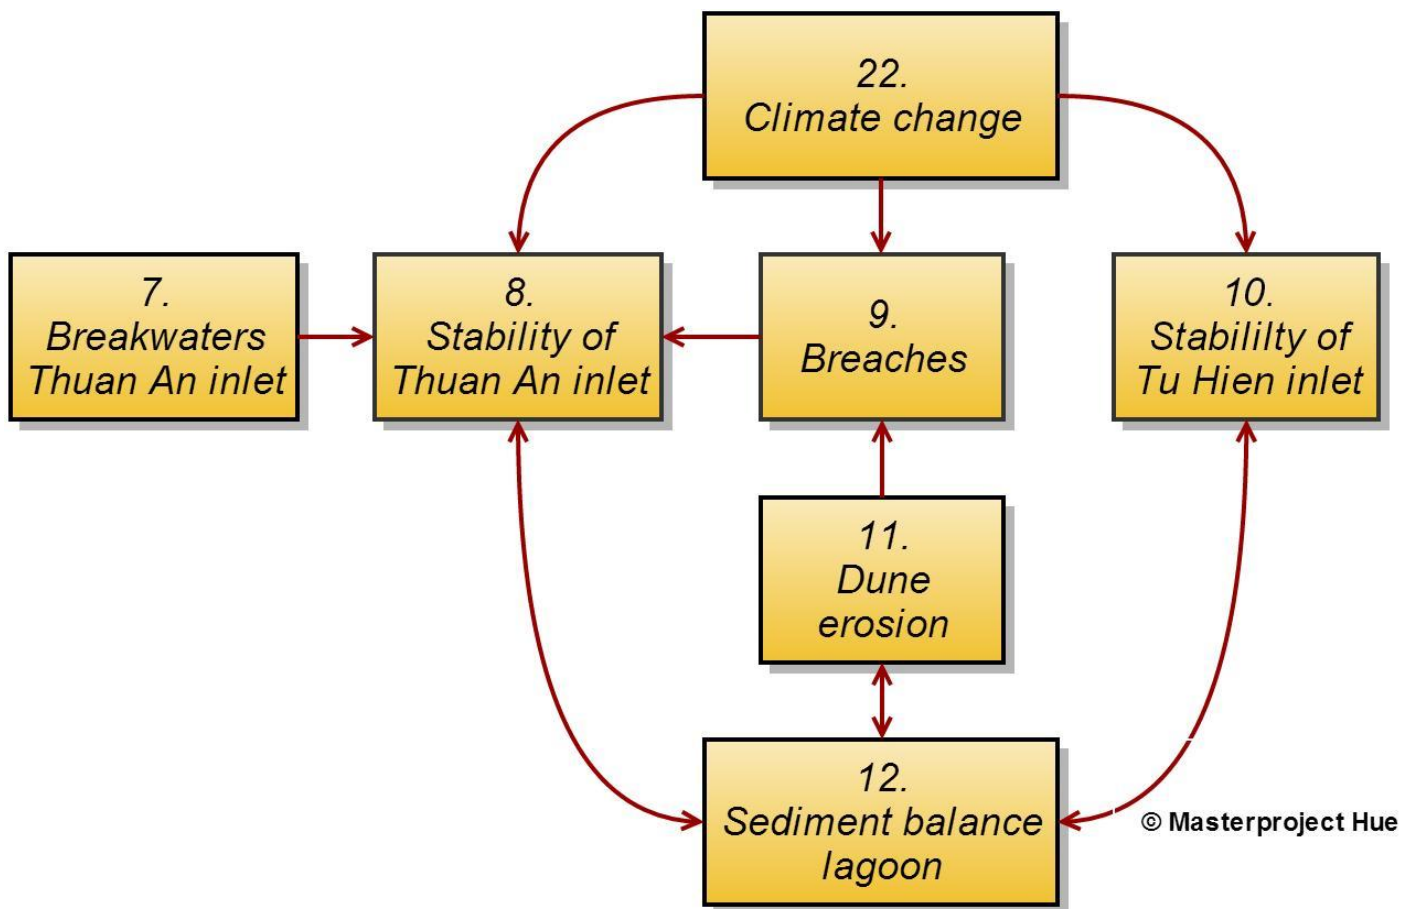 22.
Climate change
7.
Breakwaters
Thuan An inlet
8.
Stability of
Thuan An inlet
9.
Breaches
10.
Stabililty of
Tu Hien inlet
11.
Dune
erosion
12.
Sediment balance
lagoon
© Masterproject Hue